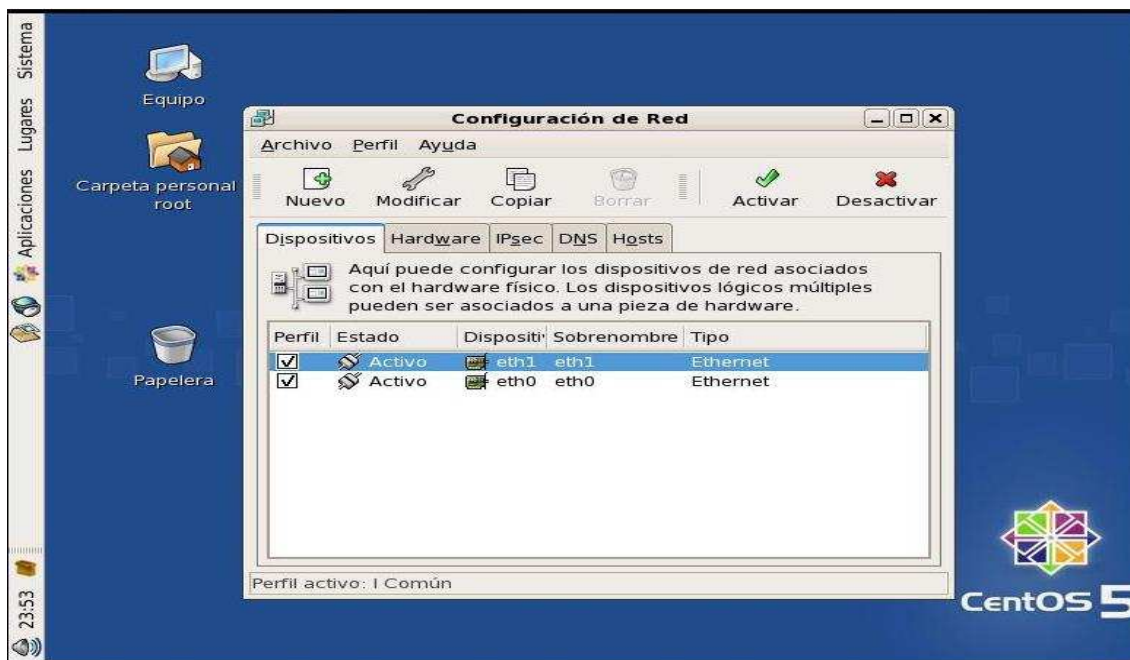 Sistema
Lugares
Aplicaciones
23:53
Equipo
Carpeta personal
root
Papelera
Configuración de Red
Archivo Perfil Ayuda
Nuevo Modificar Copiar Borrar Activar Desactivar
Dispositivos Hardware IPsec DNS Hosts
Aquí puede configurar los dispositivos de red asociados
con el hardware físico. Los dispositivos lógicos múltiples
pueden ser asociados a una pieza de hardware.
Perfil Estado Dispositiv Sobrenombre Tipo
Activo eth1 eth1 Ethernet
Activo eth0 eth0 Ethernet
Perfil activo: l Común
CentOS 5